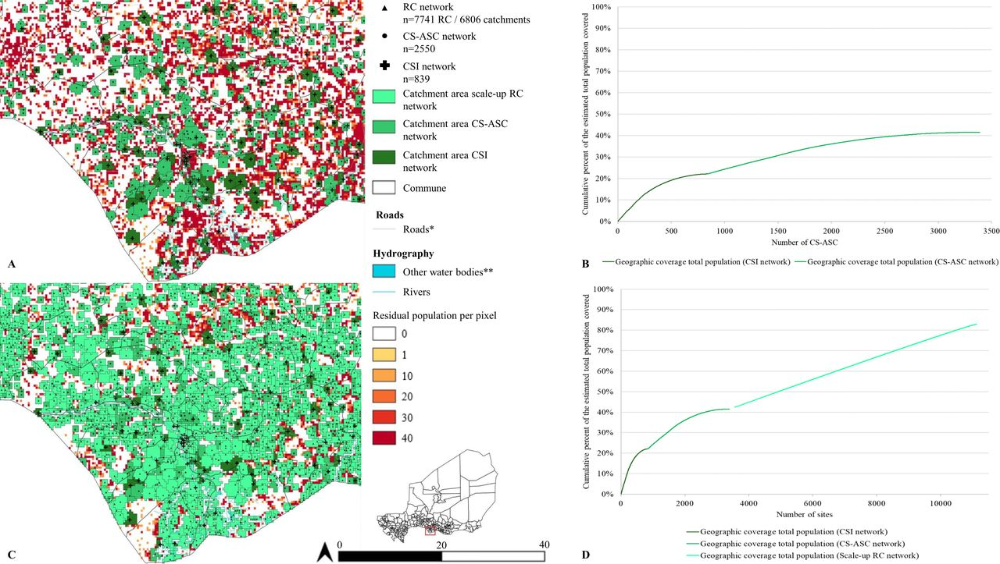 RC network
n=7741 RC / 6806 catchments
CS-ASC network
n=2550
CSI network
n=839
Catchment area scale-up RC
network
Catchment area CS-ASC
network
Catchment area CSI
network
Commune
Roads
Roads*
Hydrography
Other water bodies**
Rivers
Residual population per pixel
0
1
10
20
30
40
0 20 40
A
Cumulative percent of the estimated total population covered
100%
90%
80%
70%
60%
50%
40%
30%
20%
10%
0%
0 500 1000 1500 2000 2500 3000 3500
Number of CS-ASC
B
Geographic coverage total population (CSI network) Geographic coverage total population (CS-ASC network)
C
Cumulative percent of the estimated total population covered
100%
90%
80%
70%
60%
50%
40%
30%
20%
10%
0%
0 2000 4000 6000 8000 10000
Number of sites
Geographic coverage total population (CSI network)
Geographic coverage total population (CS-ASC network)
Geographic coverage total population (Scale-up RC network)
D